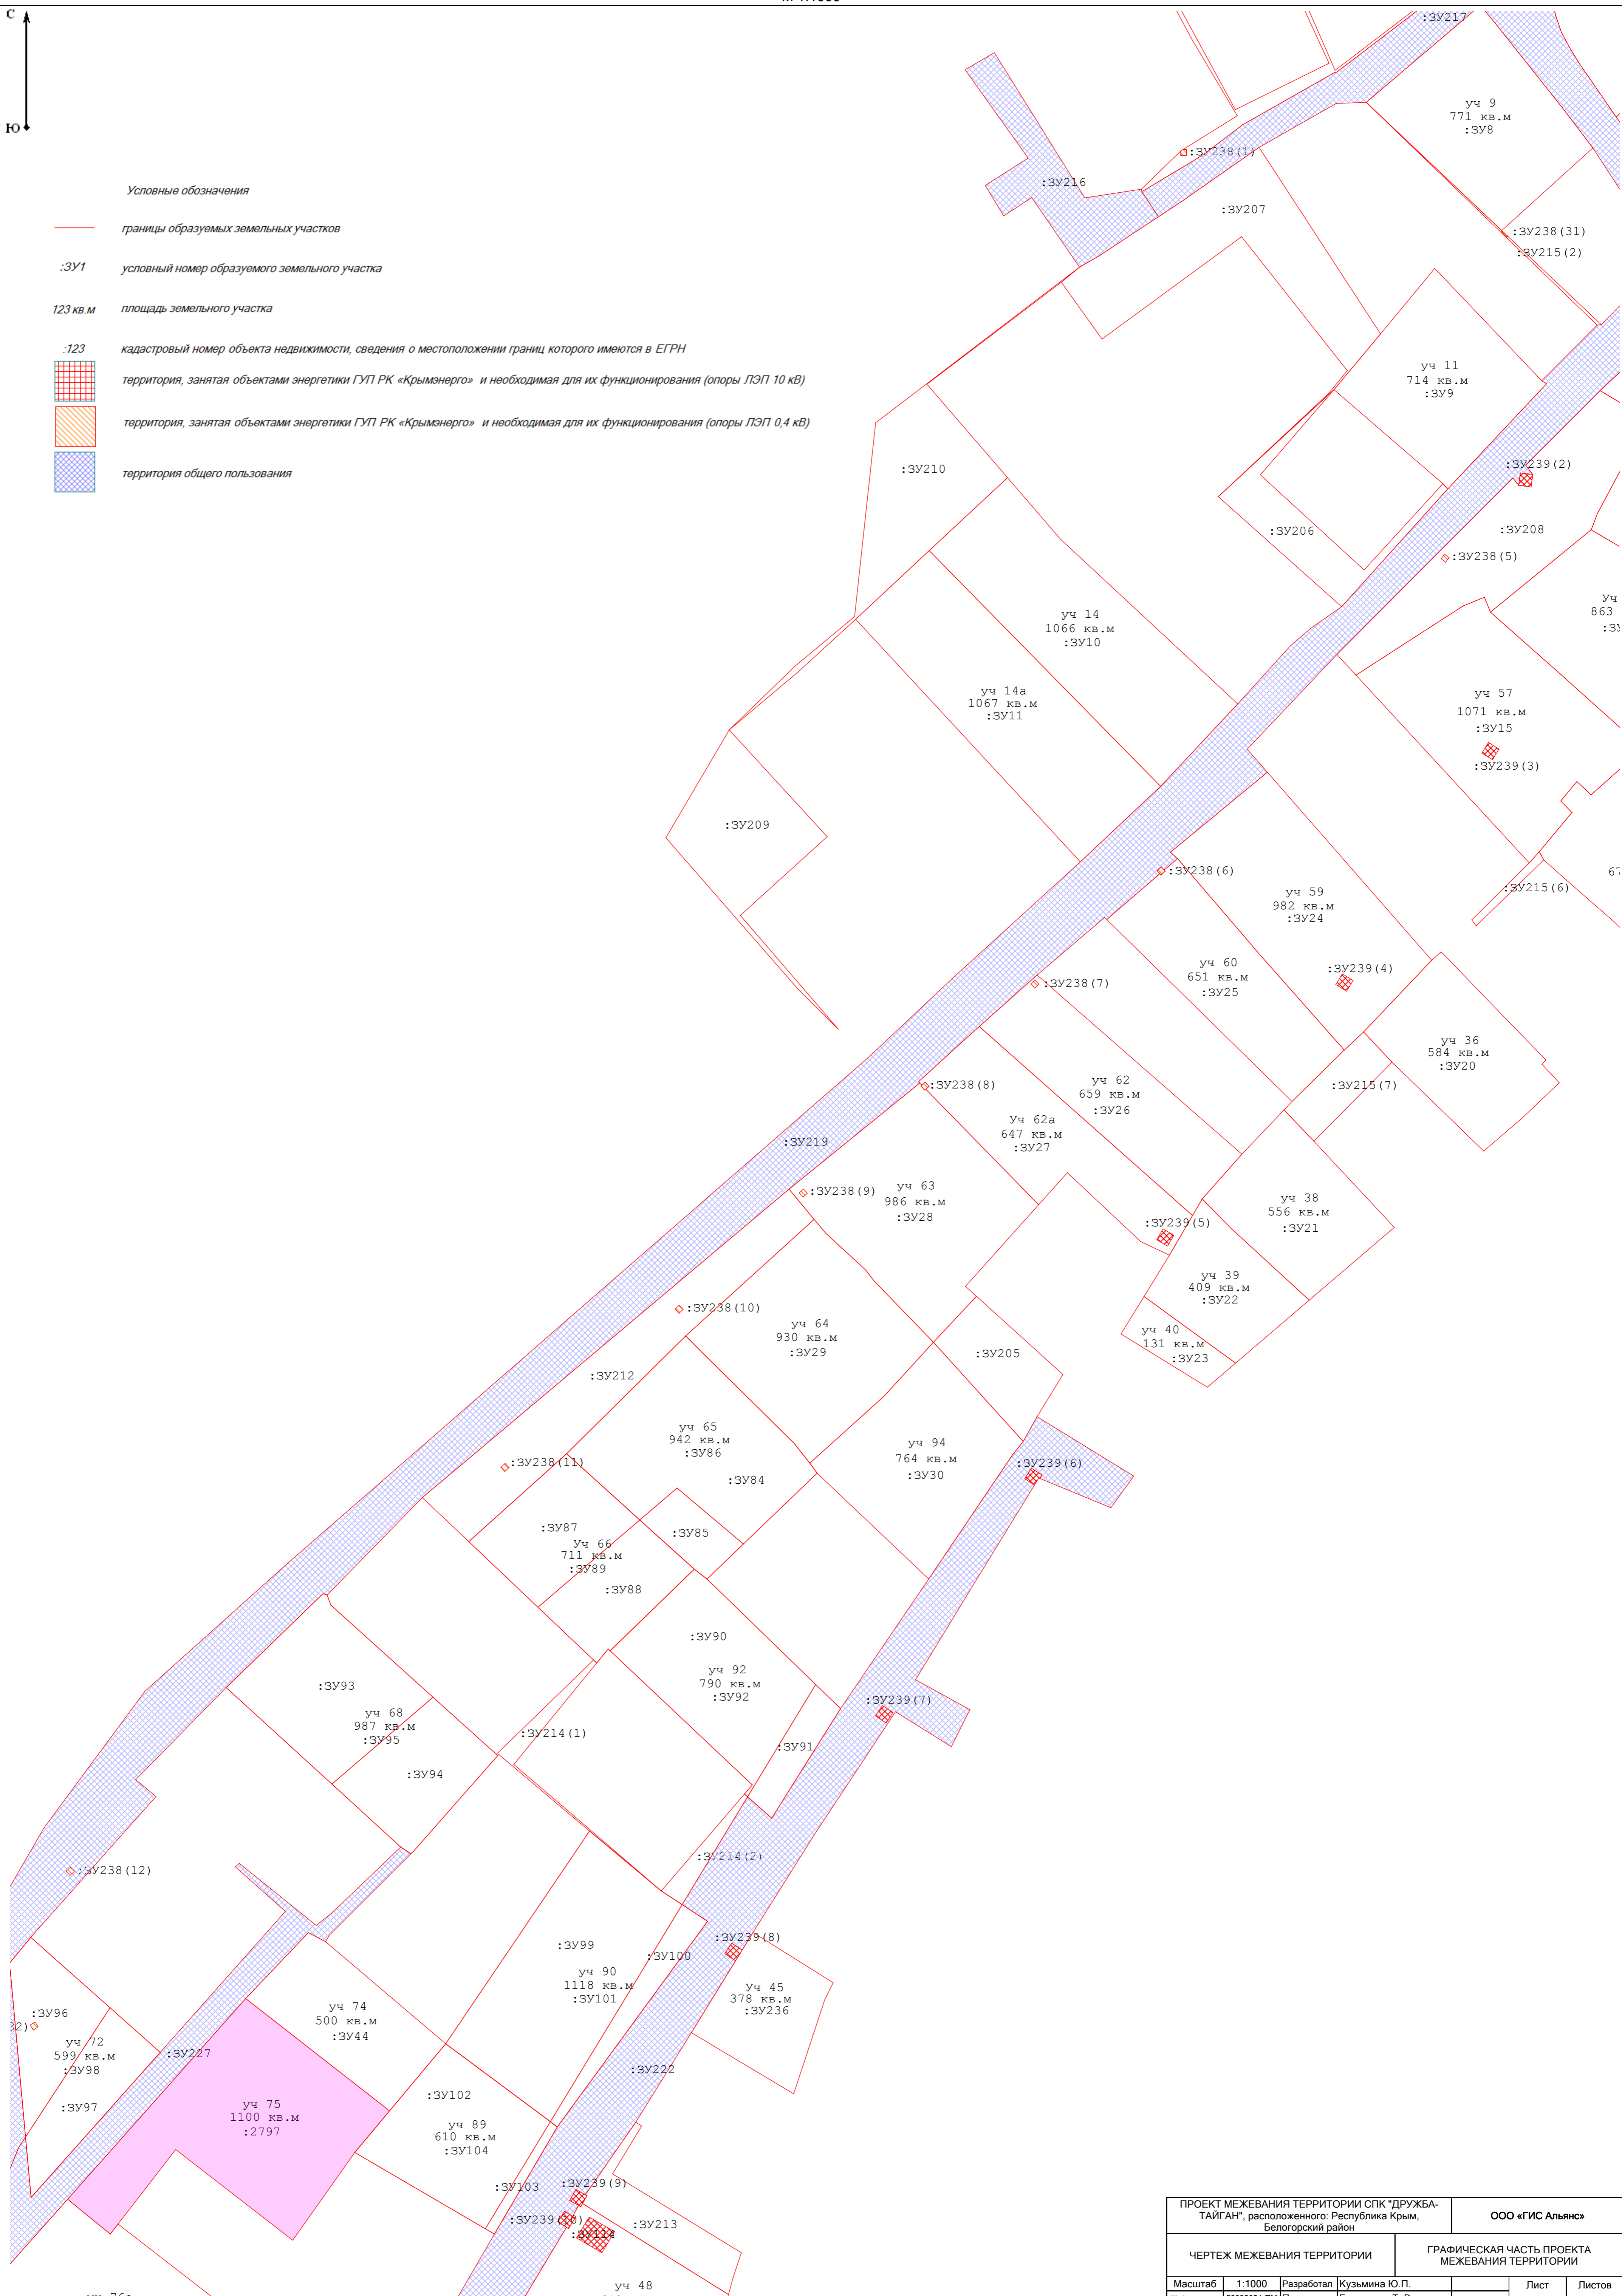 С
Ю
Условные обозначения
границы образуемых земельных участков
:ЗУ1 условный номер образуемого земельного участка
123 кв.м площадь земельного участка
:123 кадастровый номер объекта недвижимости, сведения о местоположении границ которого имеются в ЕГРН
территория, занятая объектами энергетики ГУП РК «Крымэнерго» и необходимая для их функционирования (опоры ЛЭП 10 кВ)
территория, занятая объектами энергетики ГУП РК «Крымэнерго» и необходимая для их функционирования (опоры ЛЭП 0,4 кВ)
территория общего пользования
:ЗУ217
уч 9
771 кв.м
:ЗУ8
:ЗУ238(1)
:ЗУ216
:ЗУ207
:ЗУ238(31)
:ЗУ215(2)
уч 11
714 кв.м
:ЗУ9
:ЗУ210
:ЗУ239(2)
:ЗУ206
:ЗУ208
:ЗУ238(5)
Уч
863
уч 14
1066 кв.м
:ЗУ10
уч 14а
1067 кв.м
:ЗУ11
уч 57
1071 кв.м
:ЗУ15
:ЗУ239(3)
:ЗУ209
:ЗУ238(6)
67
:ЗУ215(6)
уч 59
982 кв.м
:ЗУ24
уч 60
651 кв.м
:ЗУ25
:ЗУ239(4)
:ЗУ238(7)
уч 36
584 кв.м
:ЗУ20
:ЗУ238(8)
уч 62
659 кв.м
:ЗУ26
:ЗУ215(7)
Уч 62а
647 кв.м
:ЗУ27
:ЗУ219
:ЗУ238(9)
уч 63
986 кв.м
:ЗУ28
уч 38
556 кв.м
:ЗУ21
:ЗУ239(5)
уч 39
409 кв.м
:ЗУ22
:ЗУ238(10)
уч 64
930 кв.м
:ЗУ29
уч 40
131 кв.м
:ЗУ23
:ЗУ205
:ЗУ212
уч 65
942 кв.м
:ЗУ86
:ЗУ84
уч 94
764 кв.м
:ЗУ30
:ЗУ238(11)
:ЗУ239(6)
:ЗУ87
:ЗУ85
Уч 66
711 кв.м
:ЗУ89
:ЗУ88
:ЗУ90
уч 92
790 кв.м
:ЗУ92
:ЗУ93
:ЗУ239(7)
уч 68
987 кв.м
:ЗУ95
:ЗУ214(1)
:ЗУ91
:ЗУ94
:ЗУ214(2)
:ЗУ238(12)
:ЗУ239(8)
:ЗУ99
:ЗУ100
уч 90
1118 кв.м
:ЗУ101
Уч 45
378 кв.м
:ЗУ236
:ЗУ96
2)
уч 74
500 кв.м
:ЗУ44
уч 72
599 кв.м
:ЗУ98
:ЗУ227
:ЗУ222
:ЗУ97
:ЗУ102
уч 75
1100 кв.м
:2797
уч 89
610 кв.м
:ЗУ104
:ЗУ103
:ЗУ239(9)
:ЗУ239(10)
:ЗУ213
:ЗУ114
уч 48
ПРОЕКТ МЕЖЕВАНИЯ ТЕРРИТОРИИ СПК "ДРУЖБА-
ТАЙГАН", расположенного: Республика Крым,
Белогорский район
ООО «ГИС Альянс»
ЧЕРТЕЖ МЕЖЕВАНИЯ ТЕРРИТОРИИ
ГРАФИЧЕСКАЯ ЧАСТЬ ПРОЕКТА
МЕЖЕВАНИЯ ТЕРРИТОРИИ
Масштаб 1:1000 Разработал Кузьмина Ю.П. Лист Листов